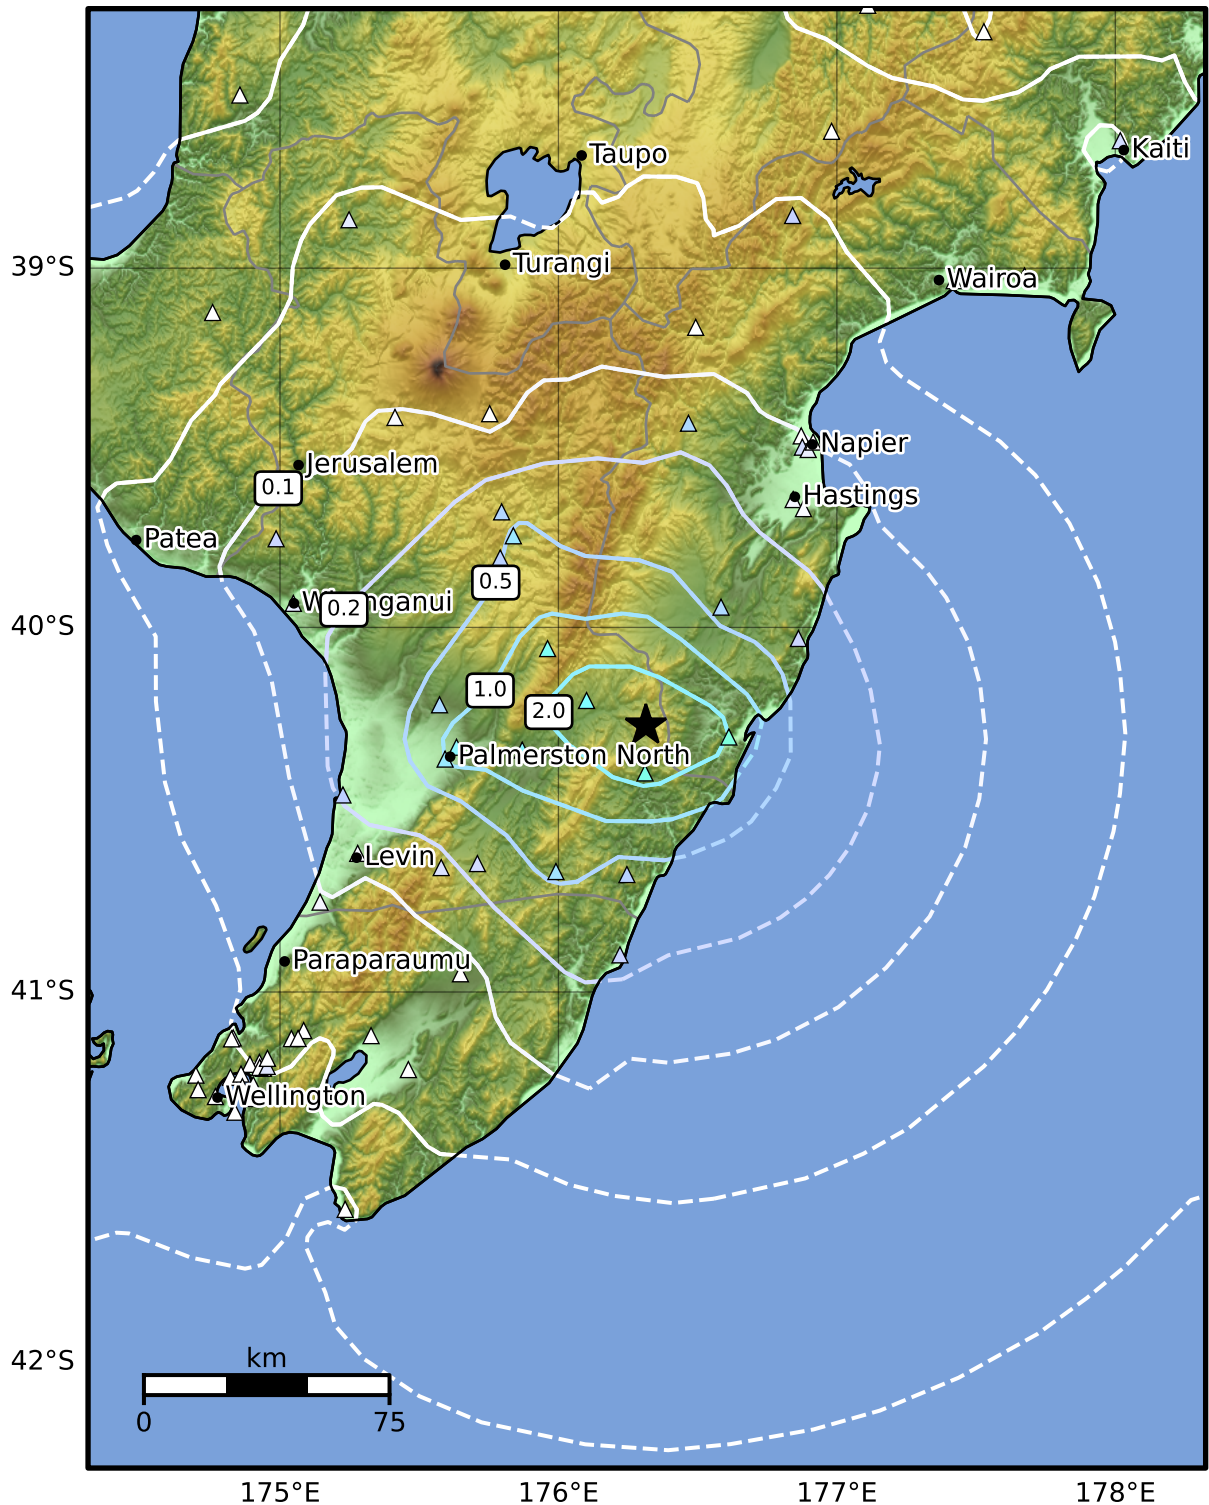 Taupo
Kaiti
39°S
Turangi
Wairoa
Napier
Jerusalem
0.1
Hastings
Patea
0.5
0.2
40°S
1.0
2.0
Palmerston North
Levin
Paraparaumu
41°S
Wellington
42°S
km
0 75
175°E 176°E 177°E 178°E